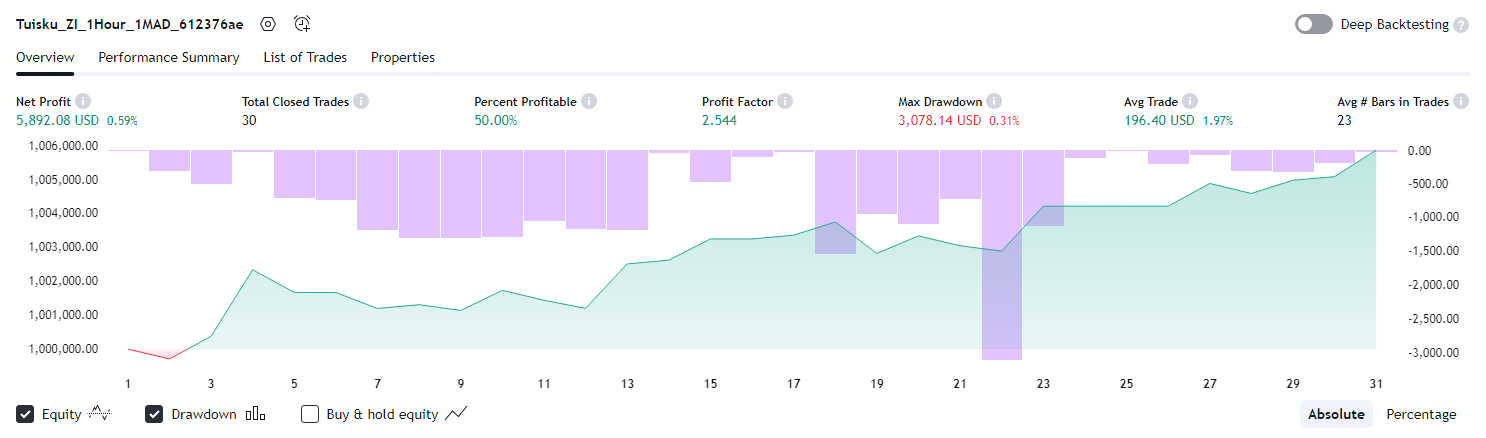 Tuisku_ZI_1Hour_1MAD_612376ae Deep Backtesting ?
Overview Performance Summary List of Trades Properties
Net Profit i Total Closed Trades i Percent Profitable i Profit Factor i Max Drawdown i Avg Trade i Avg # Bars in Trades i
5,892.08 USD 0.59% 30 50.00% 2.544 3,078.14 USD 0.31% 196.40 USD 1.97% 23
1,006,000.00 0.00
1,005,000.00 -500.00
1,004,000.00 -1,000.00
1,003,000.00 -1,500.00
1,002,000.00 -2,000.00
1,001,000.00 -2,500.00
1,000,000.00 -3,000.00
1 3 5 7 9 11 13 15 17 19 21 23 25 27 29 31
Equity Drawdown Buy & hold equity Absolute Percentage